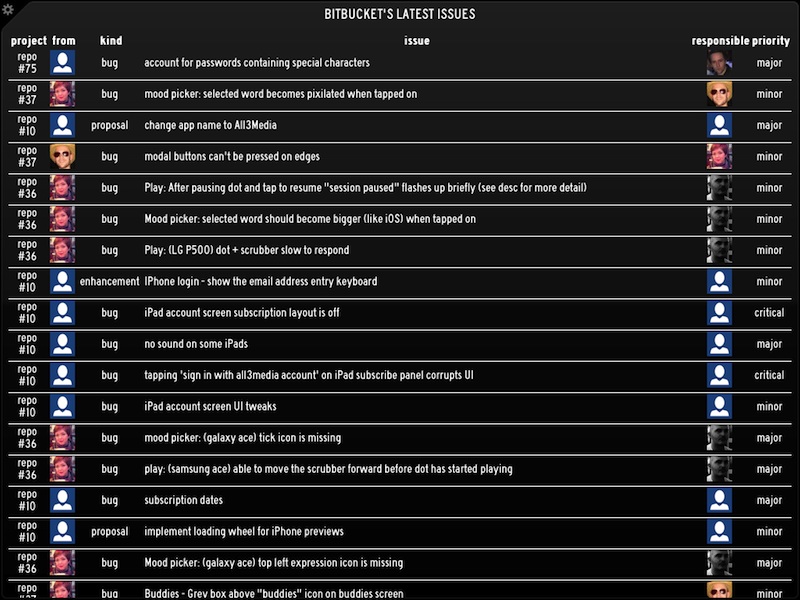 BITBUCKET'S LATEST ISSUES
project from kind issue responsible priority
repo #75 bug account for passwords containing special characters major
repo #37 bug mood picker: selected word becomes pixilated when tapped on minor
repo #10 proposal change app name to All3Media major
repo #37 bug modal buttons can't be pressed on edges minor
repo #36 bug Play: After pausing dot and tap to resume "session paused" flashes up briefly (see desc for more detail) minor
repo #36 bug Mood picker: selected word should become bigger (like iOS) when tapped on minor
repo #36 bug Play: (LG P500) dot + scrubber slow to respond minor
repo #10 enhancement IPhone login - show the email address entry keyboard minor
repo #10 bug iPad account screen subscription layout is off critical
repo #10 bug no sound on some iPads major
repo #10 bug tapping 'sign in with all3media account' on iPad subscribe panel corrupts UI critical
repo #10 bug iPad account screen UI tweaks minor
repo #36 bug mood picker: (galaxy ace) tick icon is missing major
repo #36 bug play: (samsung ace) able to move the scrubber forward before dot has started playing major
repo #10 bug subscription dates major
repo #10 proposal implement loading wheel for iPhone previews minor
repo #36 bug Mood picker: (galaxy ace) top left expression icon is missing major
repo #37 bug Buddies - Grey box above "buddies" icon on buddies screen minor